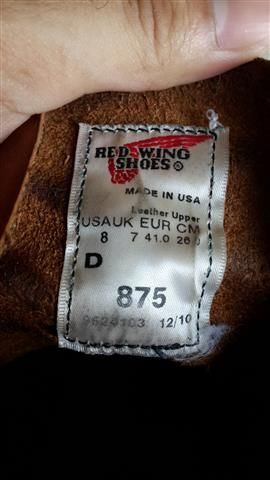 RED WING
SHOES®
MADE IN USA
Leather Upper
USA UK EUR CM
8 7 41.0 26.0
D
875
12/10